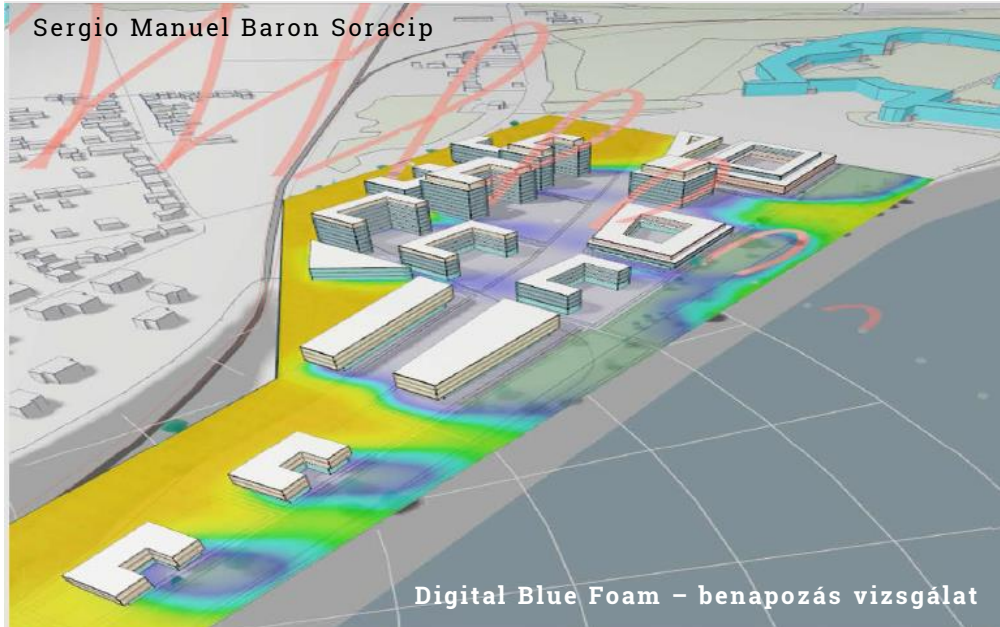 Sergio Manuel Baron Soracip
Digital Blue Foam – benapozás vizsgálat